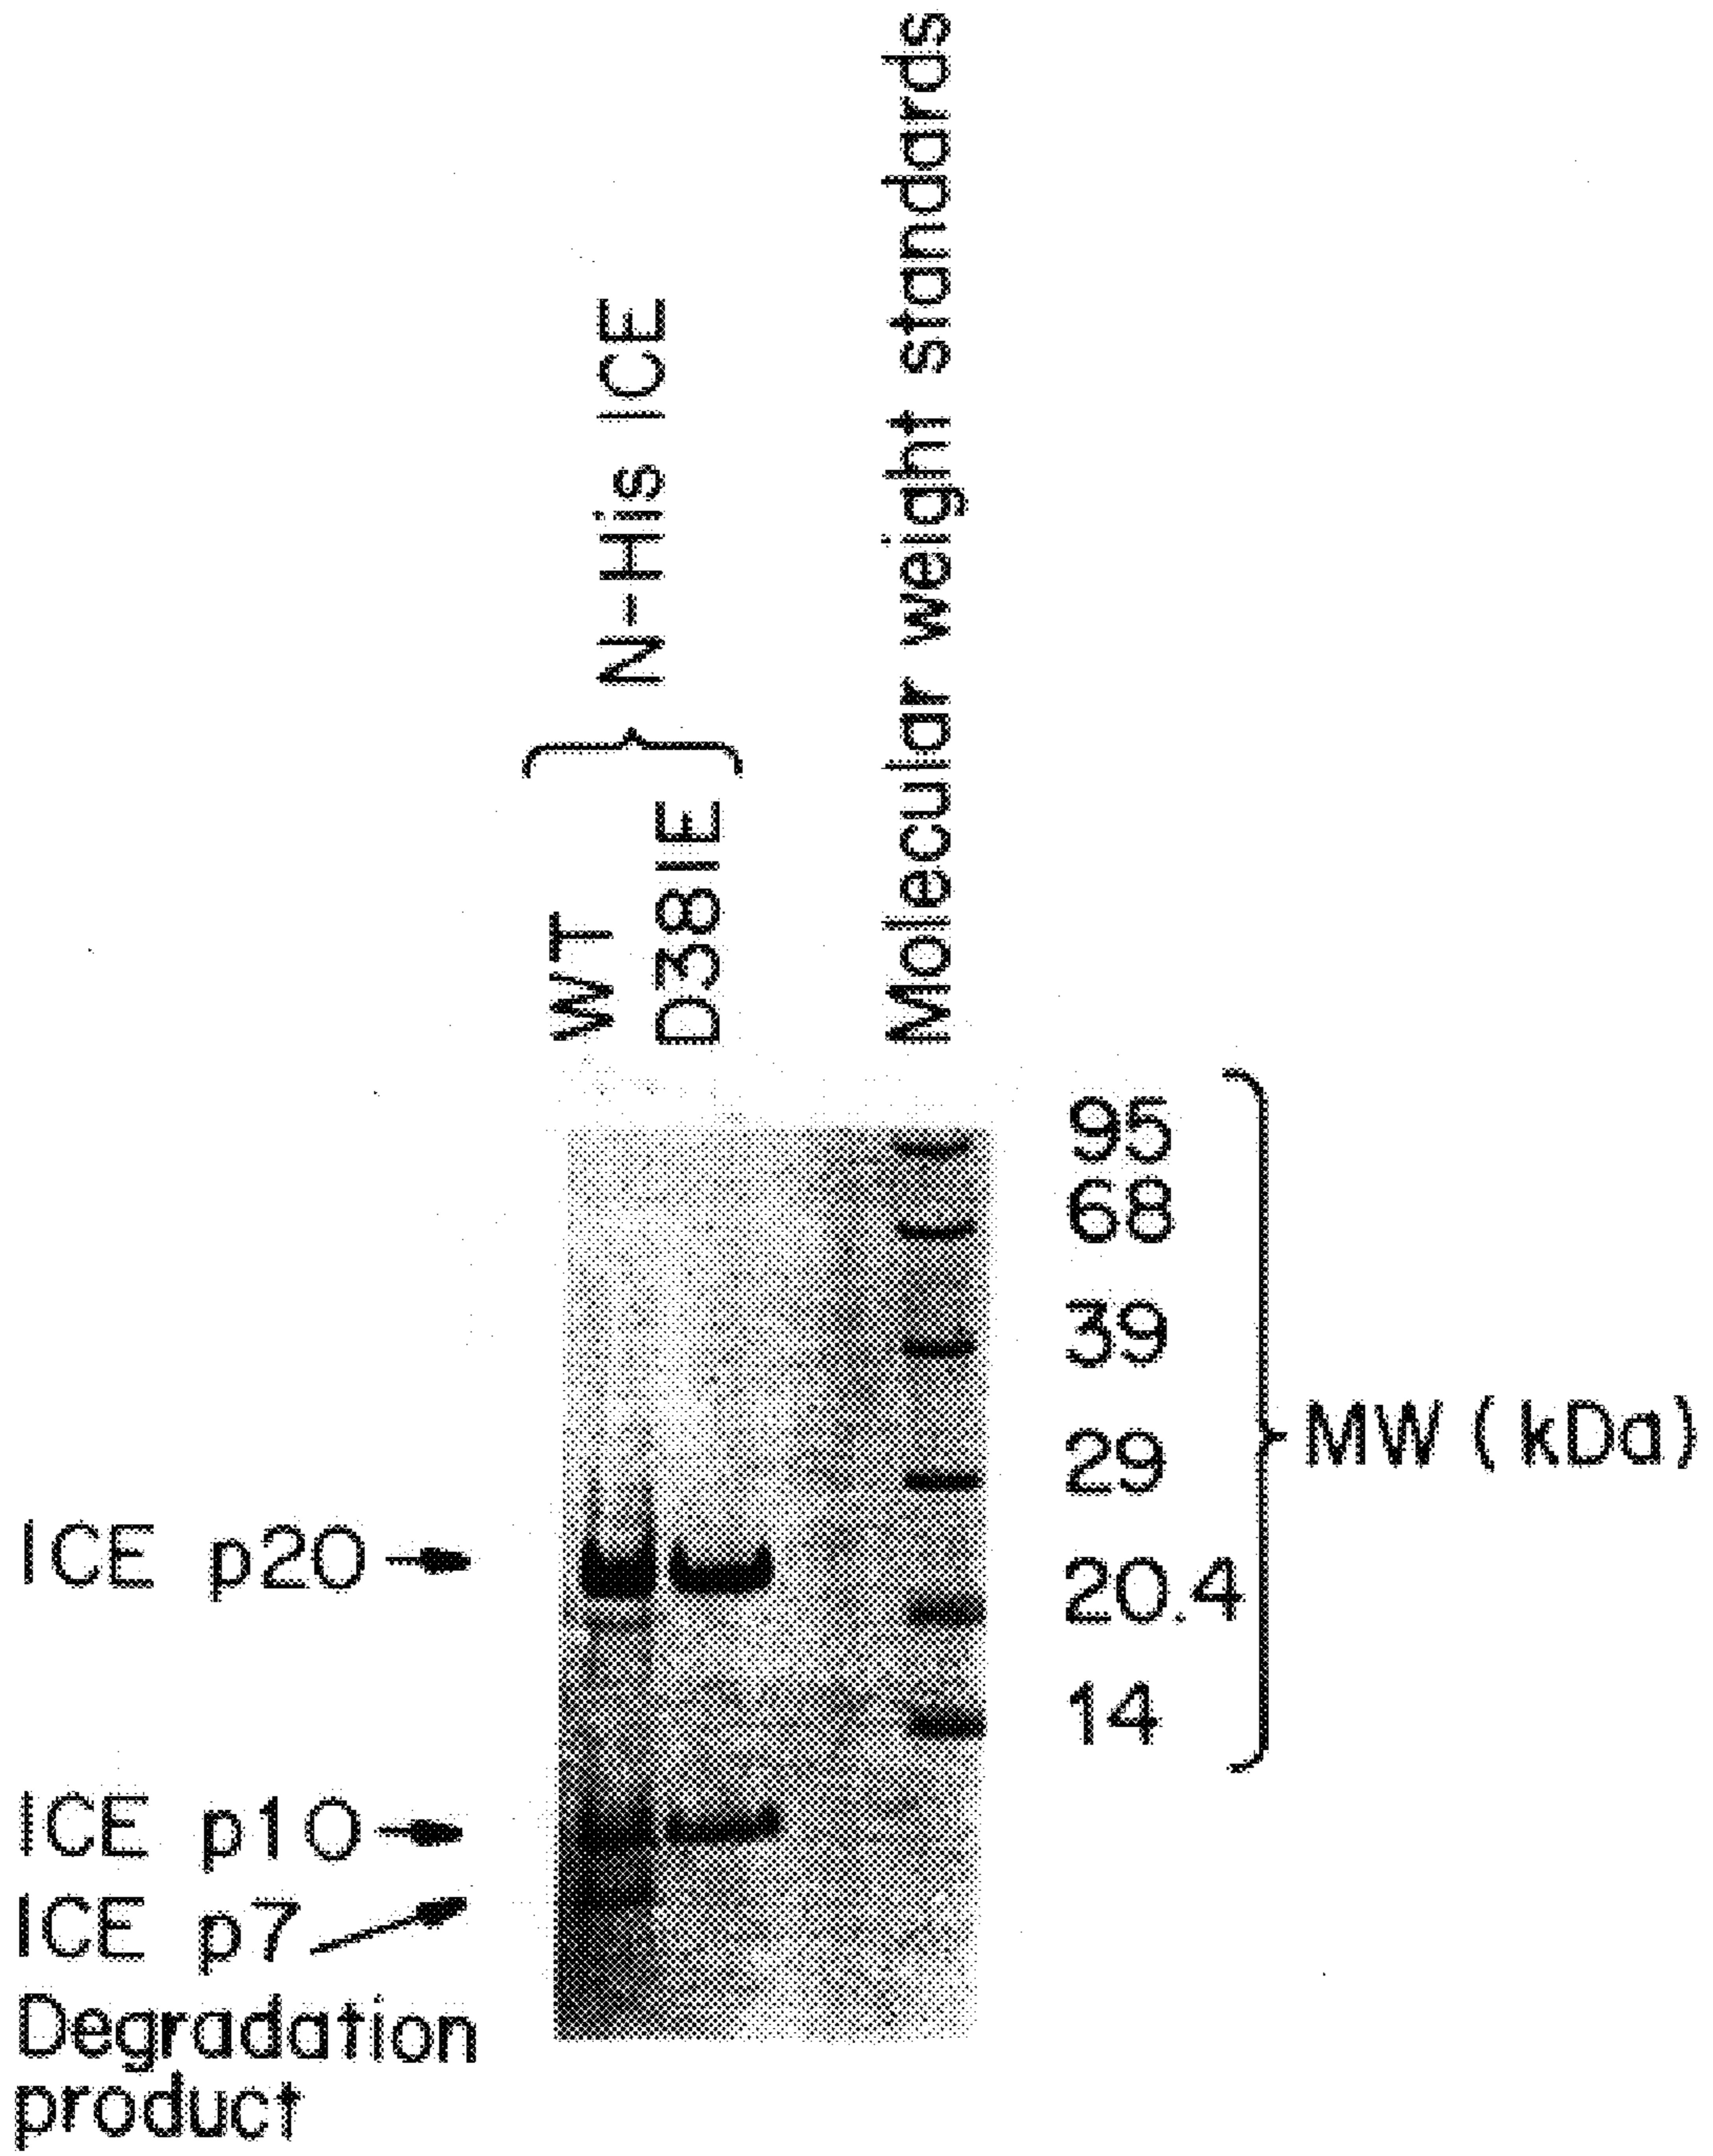 N-His ICE
WT
D381E
Molecular weight standards
95
68
39
29
20.4
14
MW (kDa)
ICE p20
ICE p10
ICE p7
Degradation
product